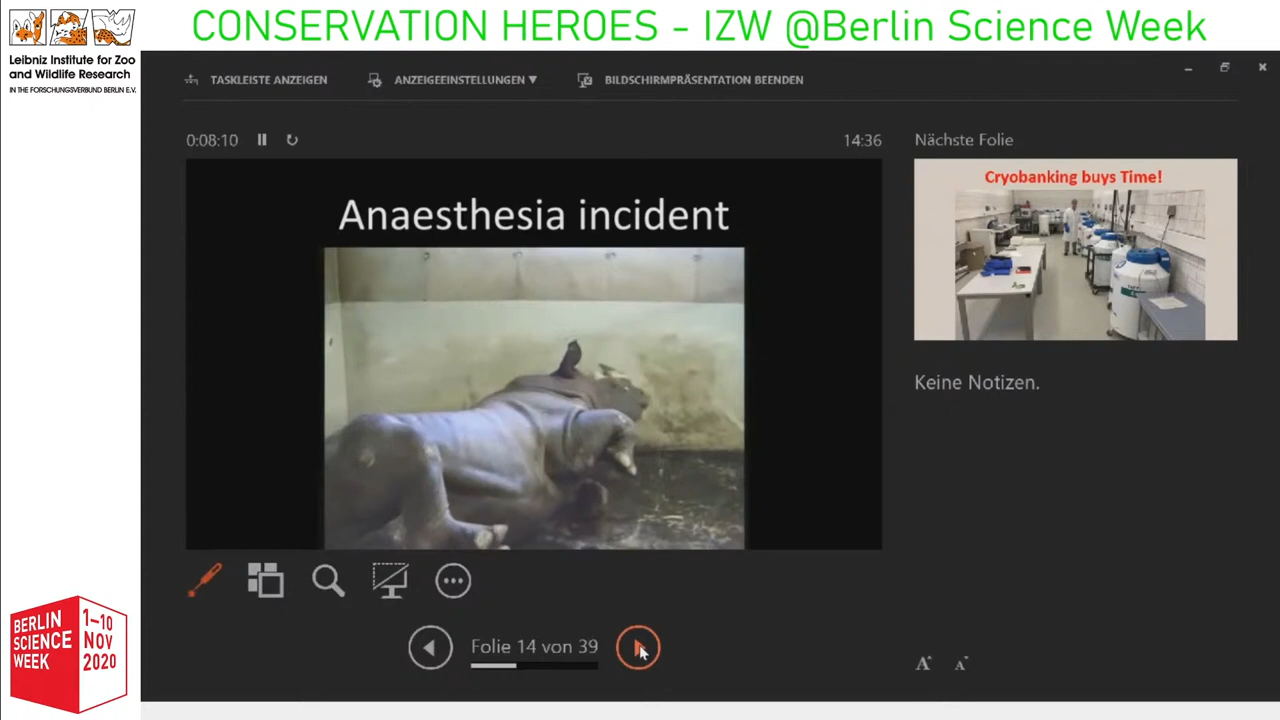 CONSERVATION HEROES - IZW @Berlin Science Week
Leibniz Institute for Zoo
and Wildlife Research
IN THE FORSCHUNGSVERBUND BERLIN E.V.
TASKLEISTE ANZEIGEN
ANZEIGEEINSTELLUNGEN
BILDSCHIRMPRÄSENTATION BEENDEN
0:08:10
14:36
Nächste Folie
Anaesthesia incident
Cryobanking buys Time!
Keine Notizen.
Folie 14 von 39
A A
BERLIN
SCIENCE
WEEK
1–10
NOV
2020